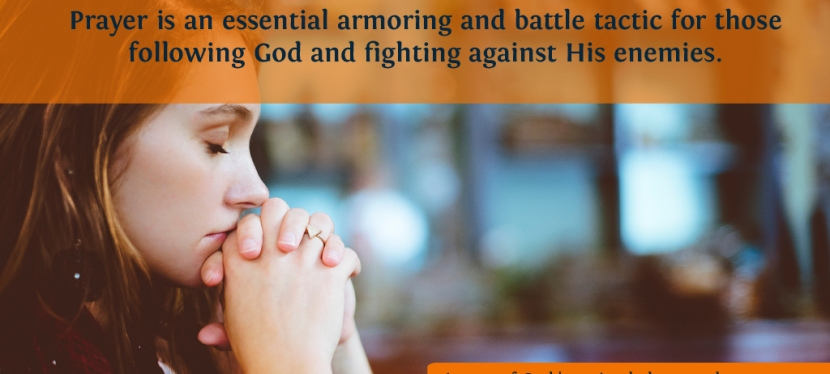 Prayer is an essential armoring and battle tactic for those
following God and fighting against His enemies.